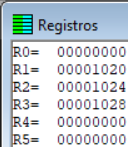 Registros
R0= 00000000
R1= 00001020
R2= 00001024
R3= 00001028
R4= 00000000
R5= 00000000